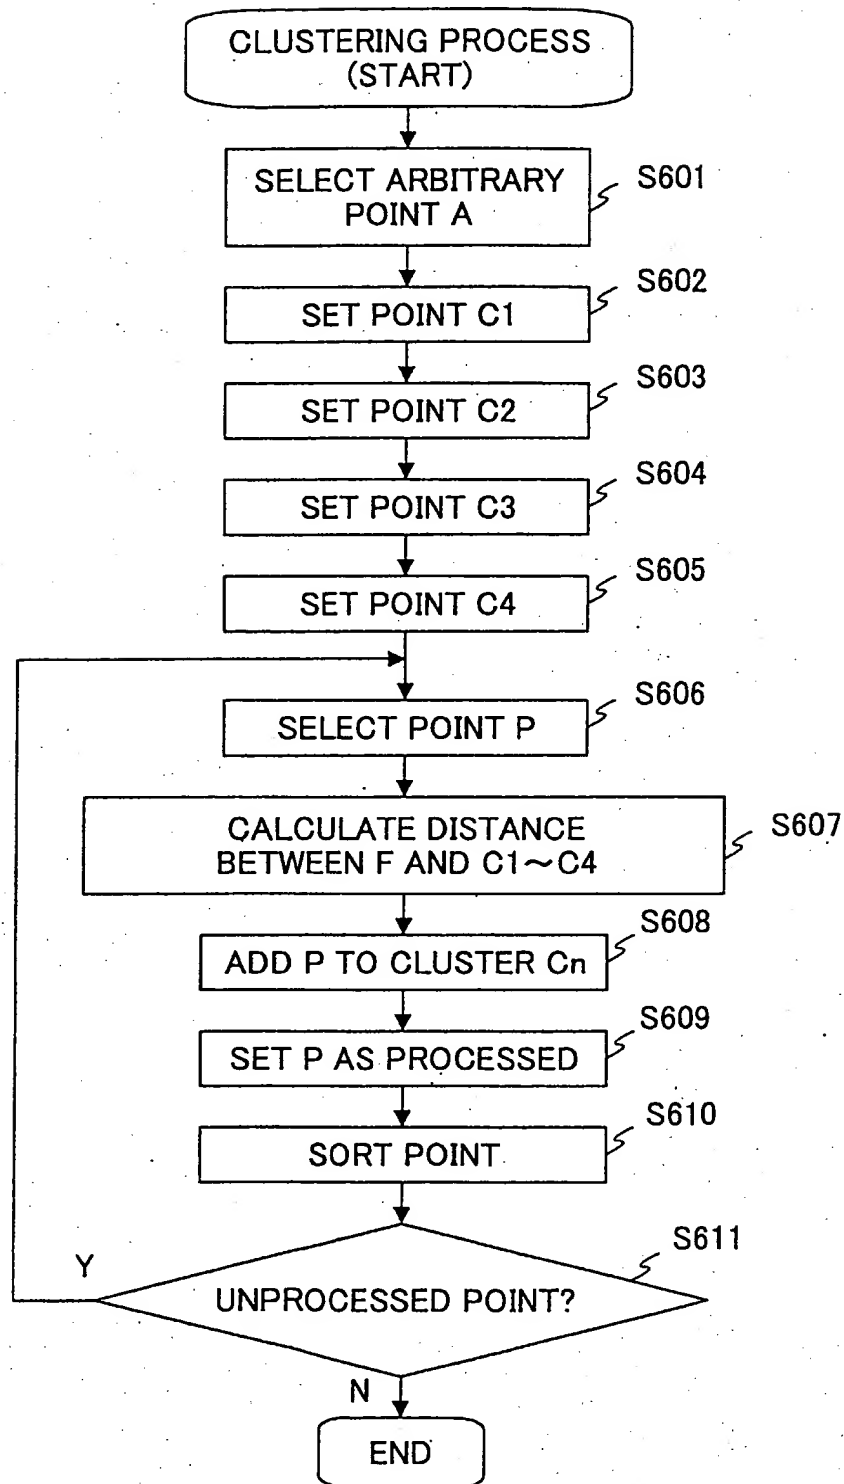 CLUSTERING PROCESS
(START)
SELECT ARBITRARY
POINT A
S601
SET POINT C1
S602
SET POINT C2
S603
SET POINT C3
S604
SET POINT C4
S605
SELECT POINT P
S606
CALCULATE DISTANCE
BETWEEN F AND C1~C4
S607
ADD P TO CLUSTER Cn
S608
SET P AS PROCESSED
S609
SORT POINT
S610
UNPROCESSED POINT?
S611
Y
N
END